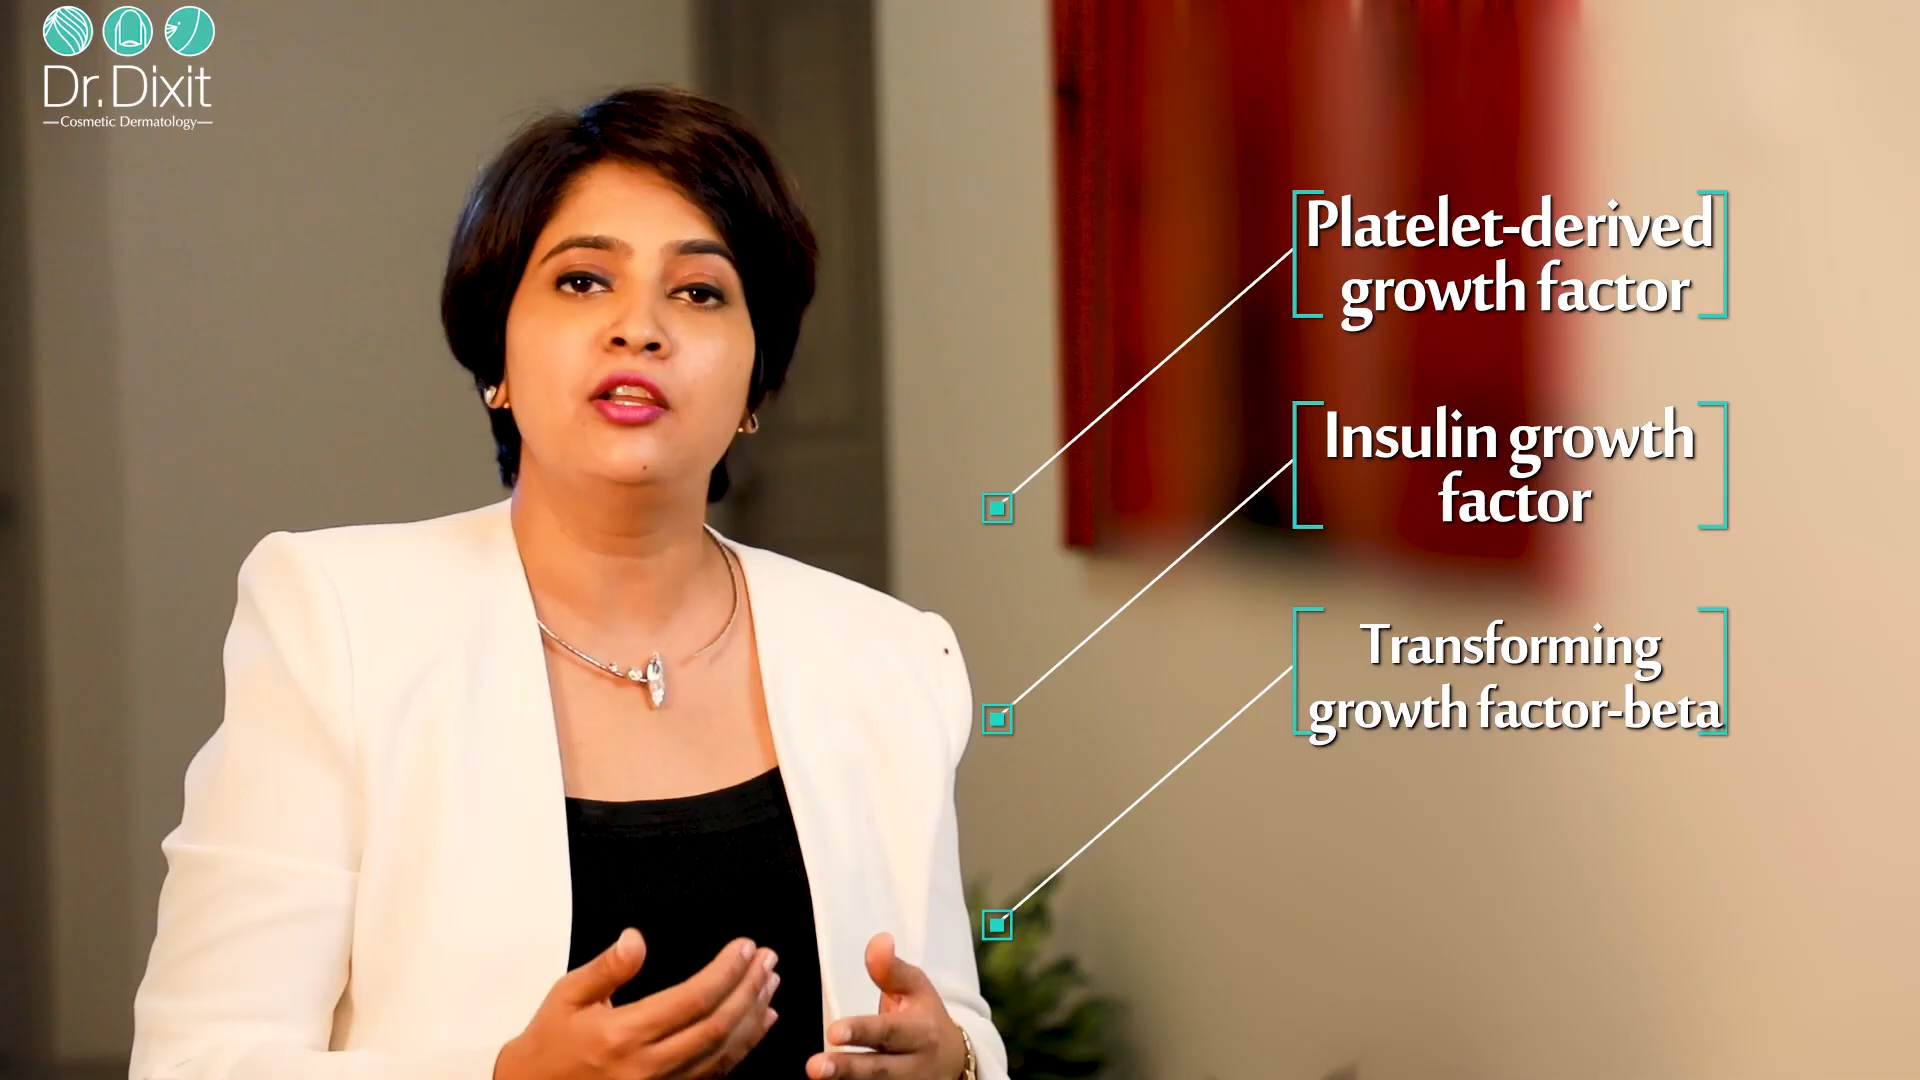 Dr. Dixit
Cosmetic Dermatology
Platelet-derived
growth factor
Insulin growth
factor
Transforming
growth factor-beta